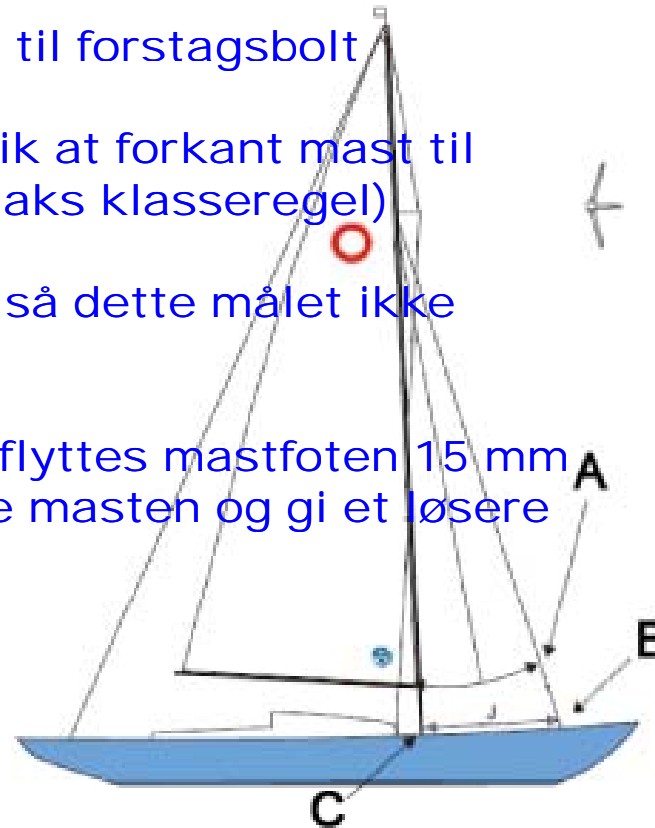 til forstagsbolt
ik at forkant mast til
aks klasseregel)
så dette målet ikke
flyttes mastfoten 15 mm
e masten og gi et løsere
A
B
J
C